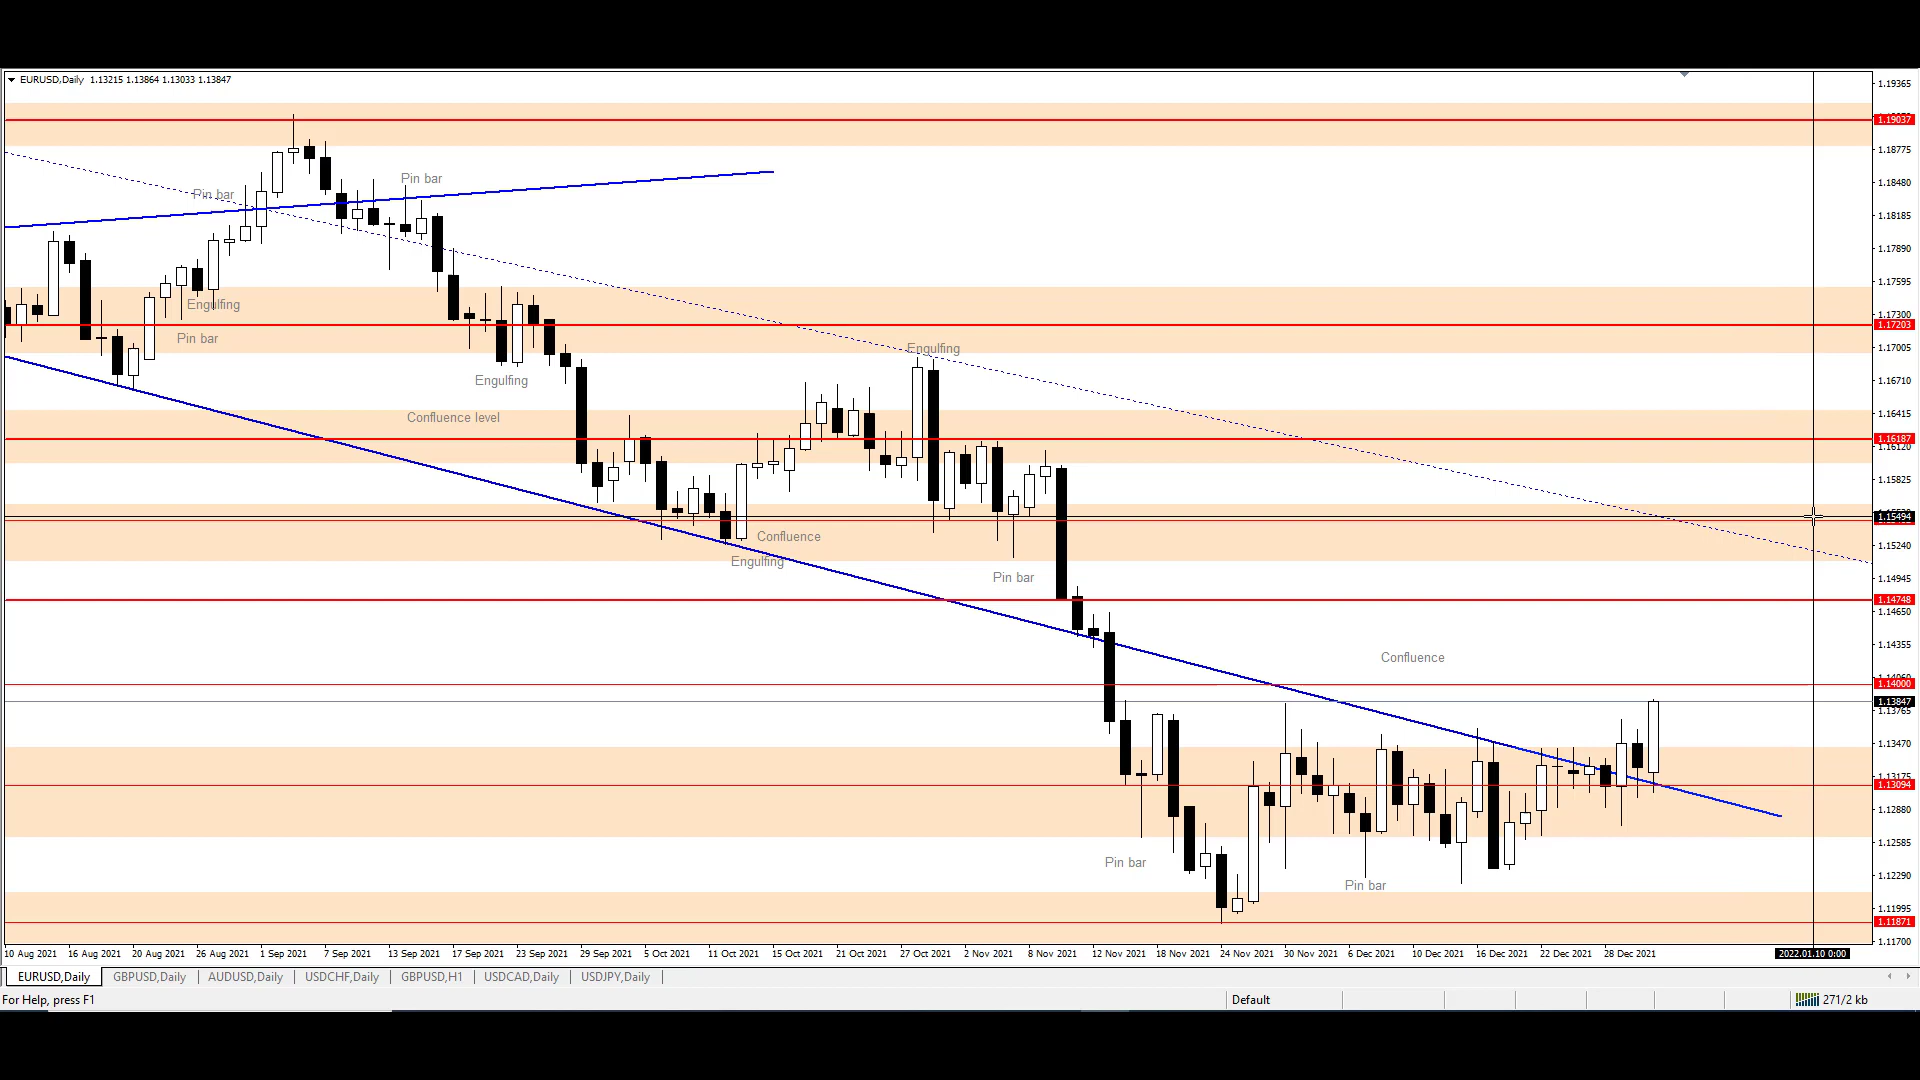 EURUSD,Daily 1.13215 1.13864 1.13033 1.13847
1.19365
1.19037
1.18775
Pin bar
Pin bar
1.18480
1.18185
1.17890
1.17595
Engulfing
1.17300
1.17203
Pin bar
1.17005
Engulfing
Engulfing
1.16710
Confluence level
1.16415
1.16187
1.16120
1.15825
1.15494
Confluence
1.15240
Engulfing
Pin bar
1.14945
1.14748
1.14650
1.14355
Confluence
1.14000
1.13847
1.13765
1.13470
1.13175
1.13094
1.12880
1.12585
Pin bar
1.12290
Pin bar
1.11995
1.11871
1.11700
10 Aug 2021 16 Aug 2021 20 Aug 2021 26 Aug 2021 1 Sep 2021 7 Sep 2021 13 Sep 2021 17 Sep 2021 23 Sep 2021 29 Sep 2021 5 Oct 2021 11 Oct 2021 15 Oct 2021 21 Oct 2021 27 Oct 2021 2 Nov 2021 8 Nov 2021 12 Nov 2021 18 Nov 2021 24 Nov 2021 30 Nov 2021 6 Dec 2021 10 Dec 2021 16 Dec 2021 22 Dec 2021 28 Dec 2021 2022.01.10 0:00
EURUSD,Daily GBPUSD,Daily AUDUSD,Daily USDCHF,Daily GBPUSD,H1 USDCAD,Daily USDJPY,Daily
For Help, press F1 Default 271/2 kb